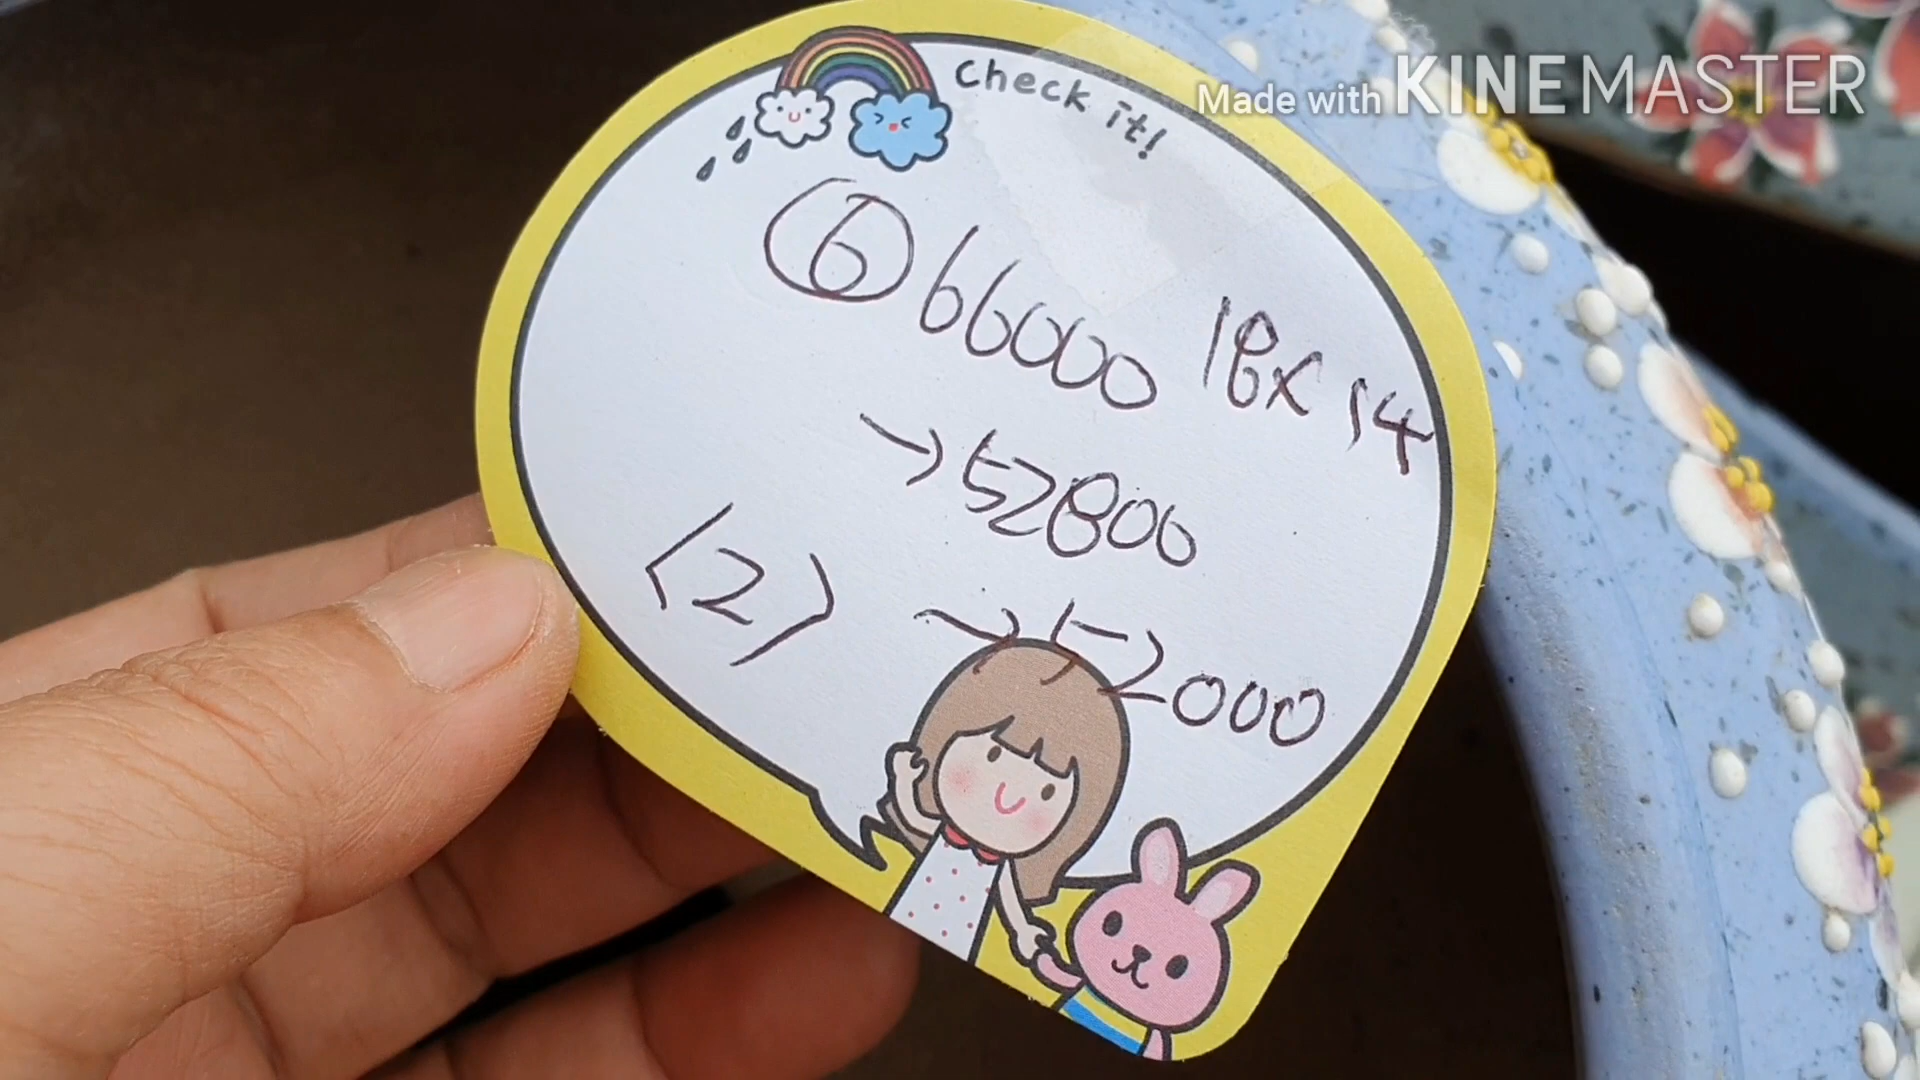 Made with KINEMASTER
Check it!
⑥ 66000 18x14
→ 52800
(2) → 52000